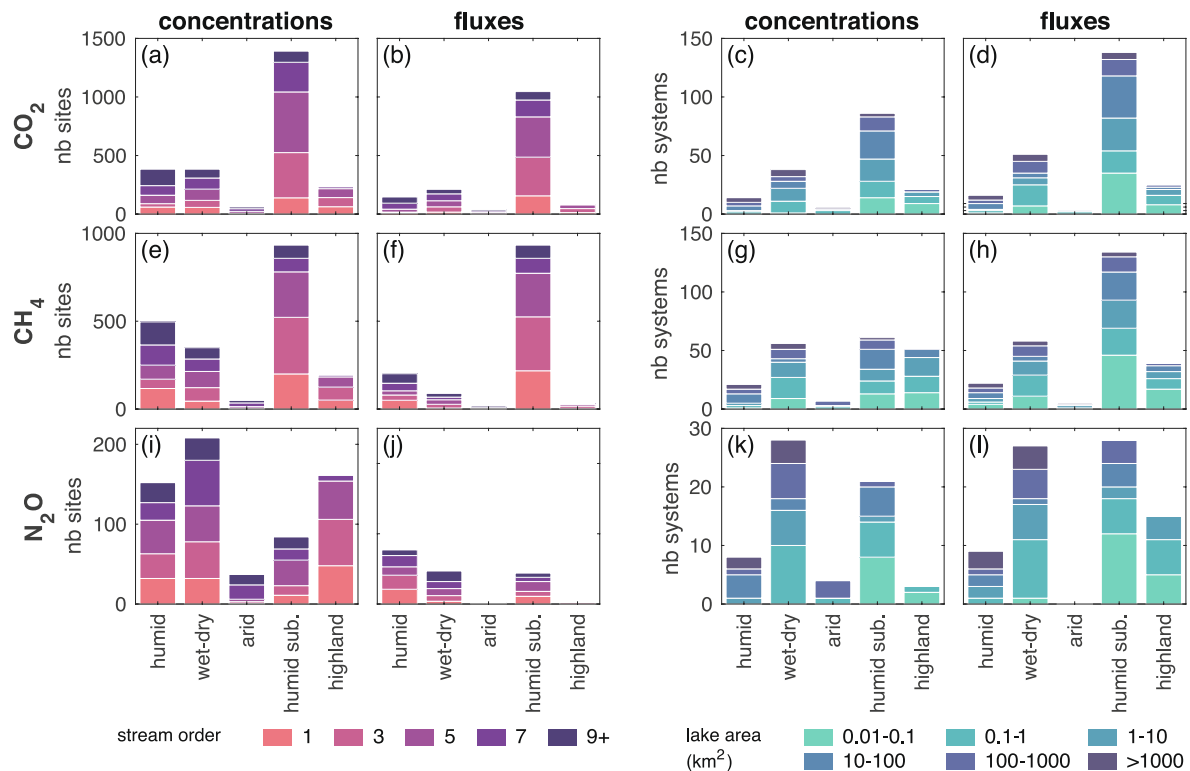 concentrations fluxes concentrations fluxes
CO2 nb sites 1500 1000 500 0 (a) (b) nb systems 150 100 50 0 (c) (d)
CH4 nb sites 1000 500 0 (e) (f) nb systems 150 100 50 0 (g) (h)
N2O nb sites 200 100 0 (i) (j) nb systems 30 20 10 0 (k) (l)
humid wet-dry arid humid sub. highland humid wet-dry arid humid sub. highland humid wet-dry arid humid sub. highland humid wet-dry arid humid sub. highland
stream order 1 3 5 7 9+ lake area 0.01-0.1 0.1-1 1-10
(km2) 10-100 100-1000 >1000